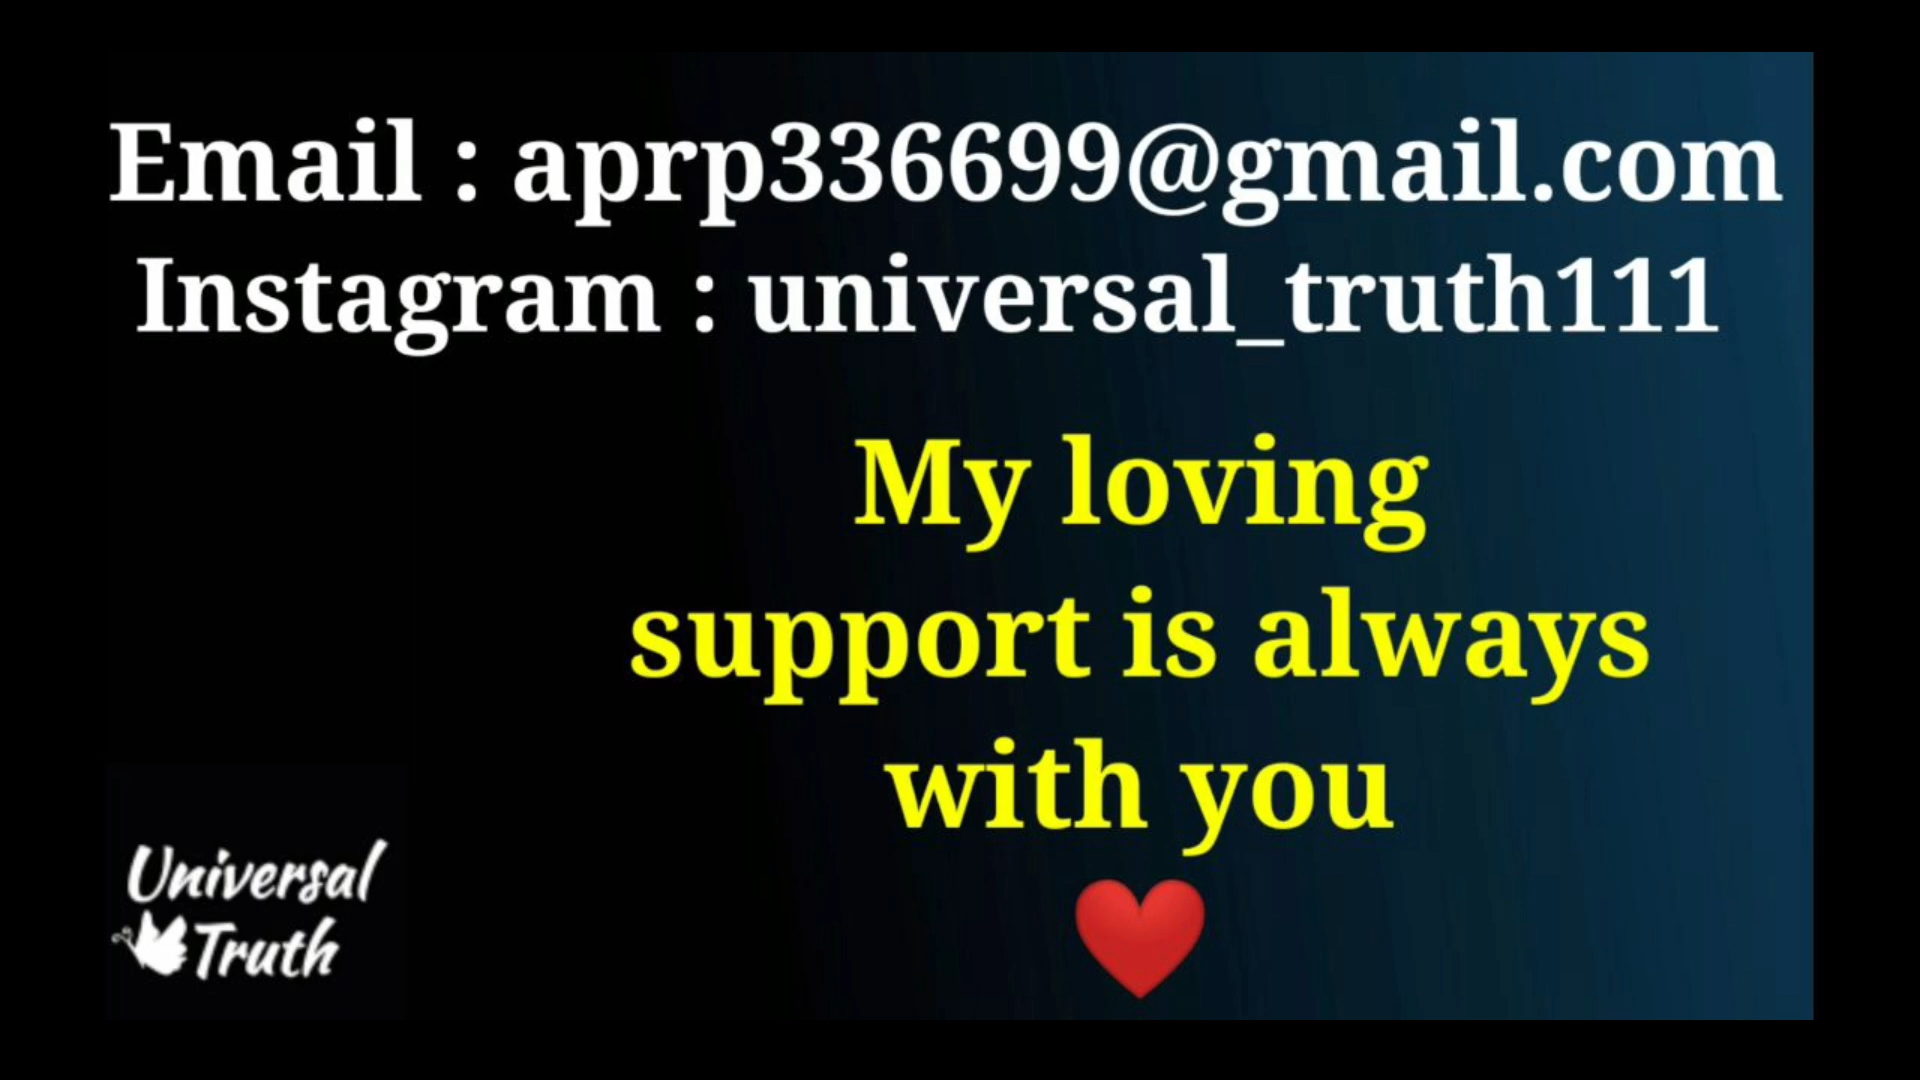 Email : aprp336699@gmail.com
Instagram : universal_truth111
My loving
support is always
with you
Universal
Truth